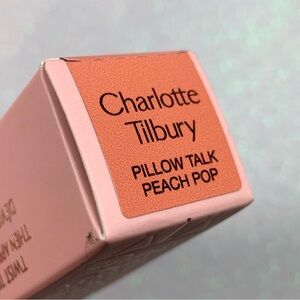 Charlotte
Tilbury
PILLOW TALK
PEACH POP